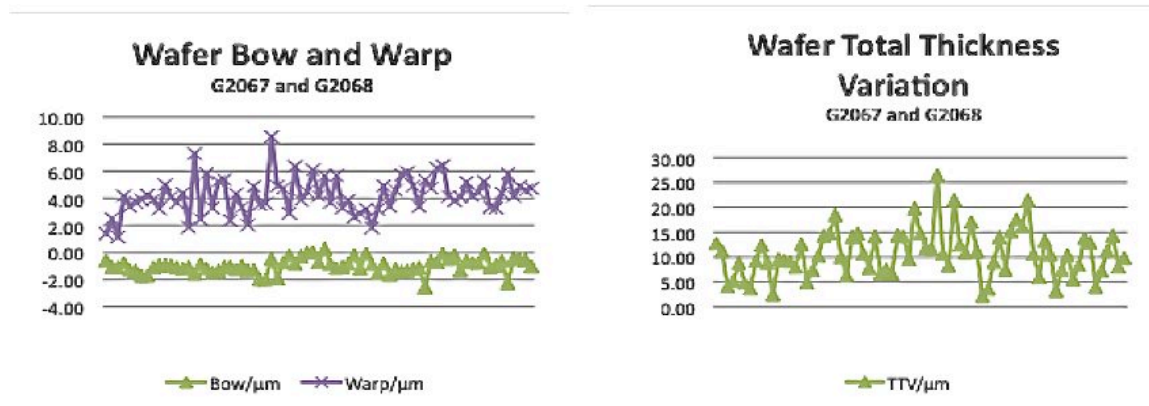 Wafer Bow and Warp
G2067 and G2068
10.00
8.00
6.00
4.00
2.00
0.00
-2.00
-4.00
Bow/µm Warp/µm
Wafer Total Thickness
Variation
G2067 and G2068
30.00
25.00
20.00
15.00
10.00
5.00
0.00
TTV/µm